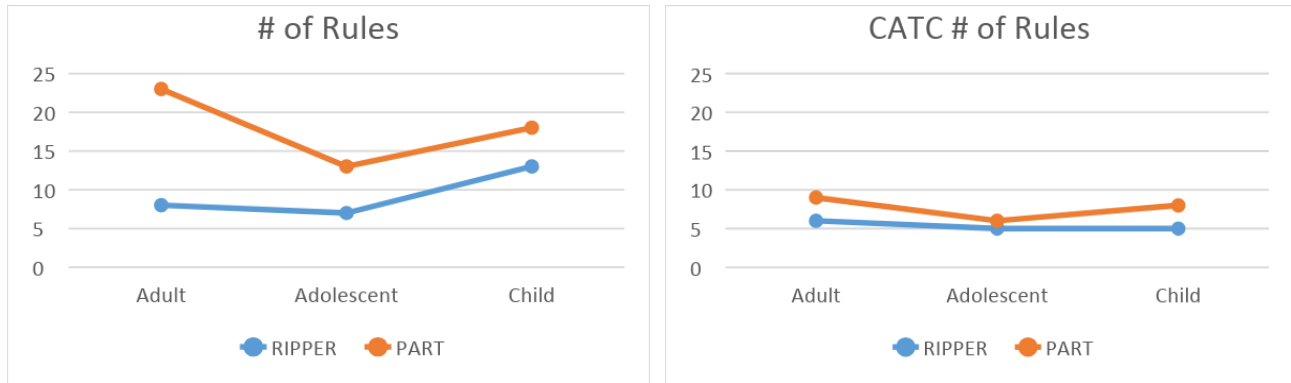 # of Rules
25
20
15
10
5
0
Adult Adolescent Child
RIPPER PART
CATC # of Rules
25
20
15
10
5
0
Adult Adolescent Child
RIPPER PART